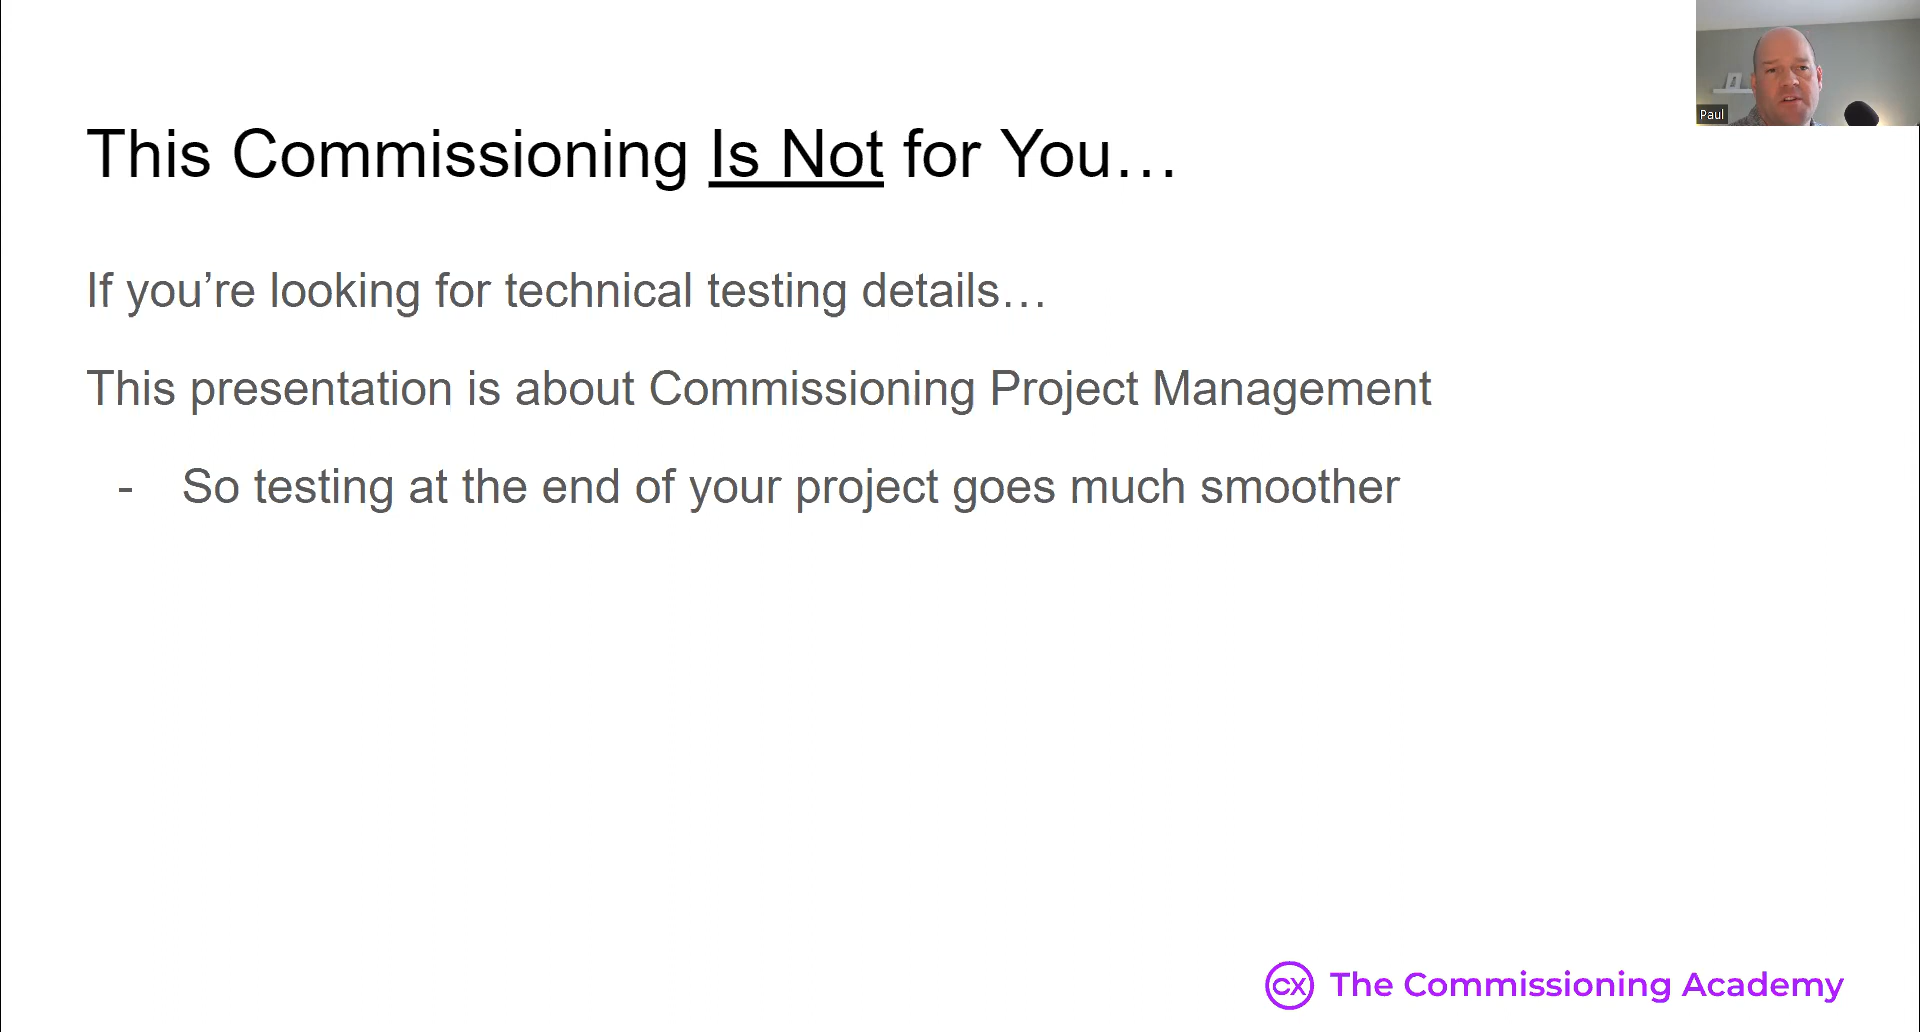 Paul
This Commissioning Is Not for You…
If you’re looking for technical testing details…
This presentation is about Commissioning Project Management
- So testing at the end of your project goes much smoother
CX The Commissioning Academy